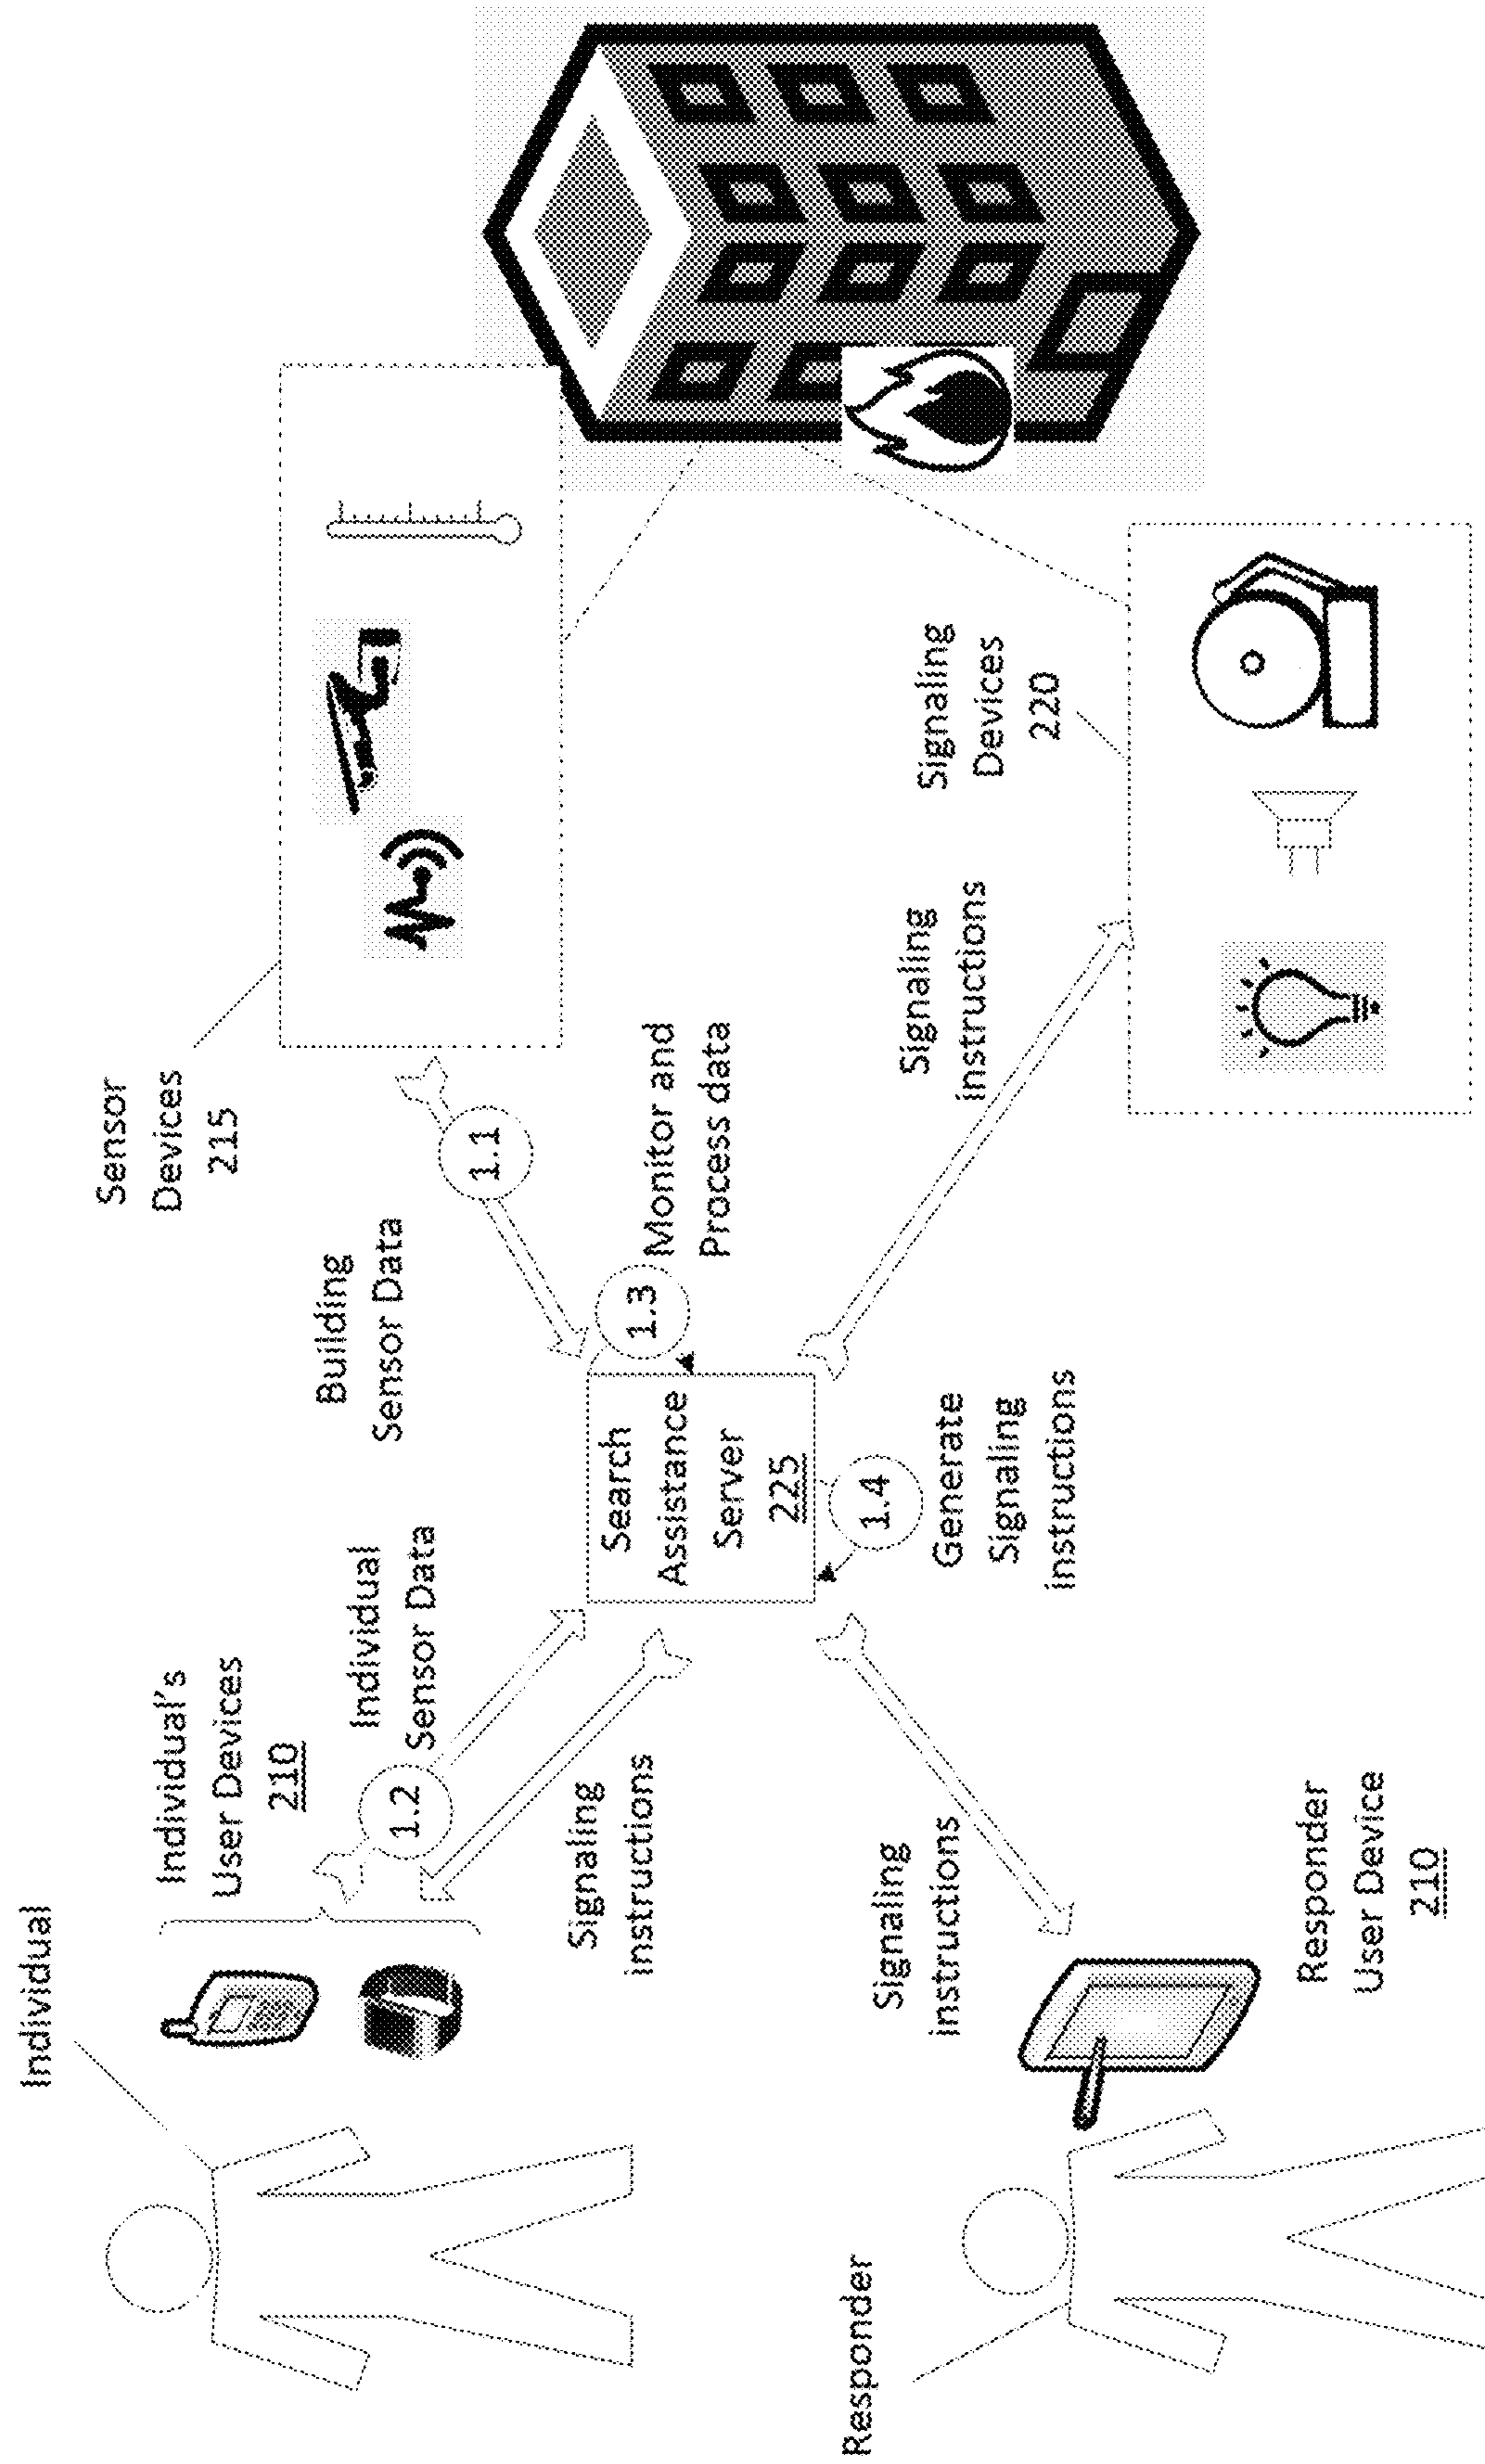 Individual
Individual's
User Devices
210
1.2
Individual
Sensor Data
Signaling
instructions
Building
Sensor Data
1.1
Sensor
Devices
215
Search
Assistance
Server
225
1.3
Monitor and
Process data
1.4
Generate
Signaling
instructions
Signaling
instructions
Signaling
Devices
220
Responder
Signaling
instructions
Responder
User Device
210